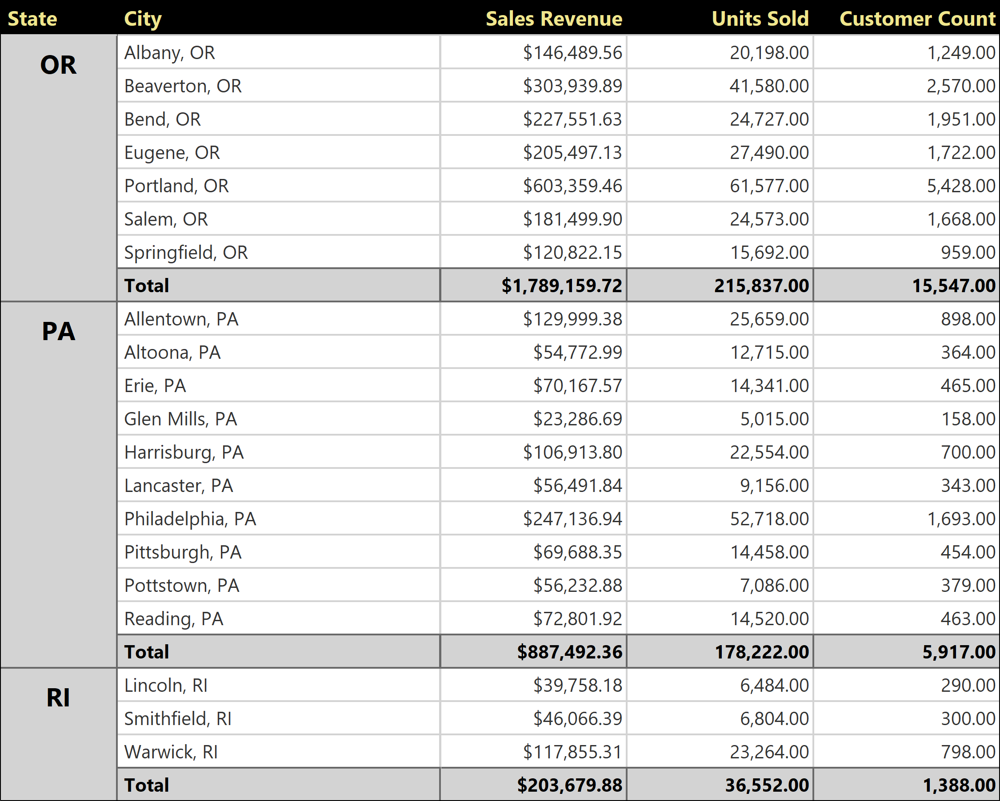 State City Sales Revenue Units Sold Customer Count
OR Albany, OR $146,489.56 20,198.00 1,249.00
Beaverton, OR $303,939.89 41,580.00 2,570.00
Bend, OR $227,551.63 24,727.00 1,951.00
Eugene, OR $205,497.13 27,490.00 1,722.00
Portland, OR $603,359.46 61,577.00 5,428.00
Salem, OR $181,499.90 24,573.00 1,668.00
Springfield, OR $120,822.15 15,692.00 959.00
Total $1,789,159.72 215,837.00 15,547.00
PA Allentown, PA $129,999.38 25,659.00 898.00
Altoona, PA $54,772.99 12,715.00 364.00
Erie, PA $70,167.57 14,341.00 465.00
Glen Mills, PA $23,286.69 5,015.00 158.00
Harrisburg, PA $106,913.80 22,554.00 700.00
Lancaster, PA $56,491.84 9,156.00 343.00
Philadelphia, PA $247,136.94 52,718.00 1,693.00
Pittsburgh, PA $69,688.35 14,458.00 454.00
Pottstown, PA $56,232.88 7,086.00 379.00
Reading, PA $72,801.92 14,520.00 463.00
Total $887,492.36 178,222.00 5,917.00
RI Lincoln, RI $39,758.18 6,484.00 290.00
Smithfield, RI $46,066.39 6,804.00 300.00
Warwick, RI $117,855.31 23,264.00 798.00
Total $203,679.88 36,552.00 1,388.00